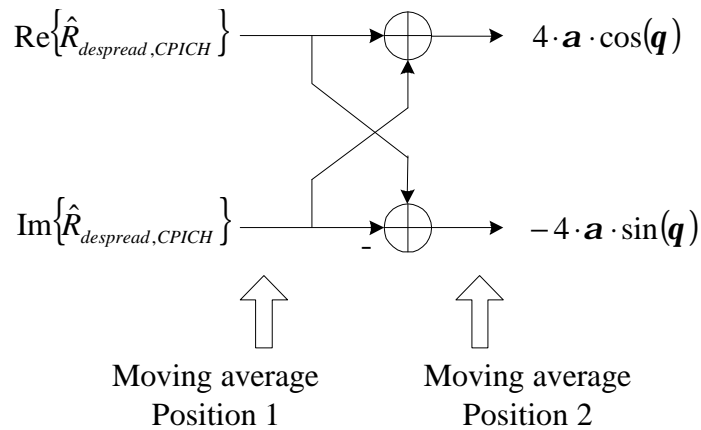 Re{R̂despread,CPICH} 4·a·cos(q)
Im{R̂despread,CPICH} - −4·a·sin(q)
Moving average Moving average
Position 1 Position 2